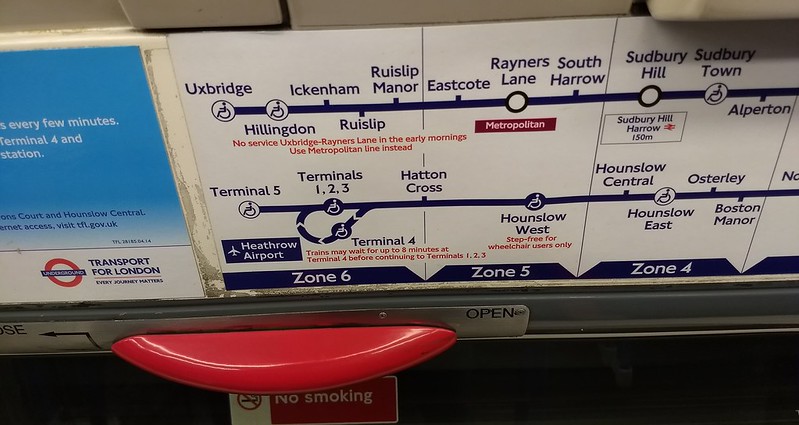 s every few minutes.
Terminal 4 and
station.
ons Court and Hounslow Central.
ernet access, visit tfl.gov.uk
UNDERGROUND
TRANSPORT
FOR LONDON
EVERY JOURNEY MATTERS
Uxbridge
Hillingdon
Ickenham
Ruislip
Ruislip
Manor
Eastcote
Rayners
Lane
Metropolitan
South
Harrow
Sudbury
Hill
Sudbury Hill
Harrow
150m
Sudbury
Town
Alperton
No service Uxbridge-Rayners Lane in the early mornings
Use Metropolitan line instead
Terminal 5
Terminals
1, 2, 3
Terminal 4
Heathrow
Airport
Trains may wait for up to 8 minutes at
Terminal 4 before continuing to Terminals 1, 2, 3
Hatton
Cross
Hounslow
West
Step-free for
wheelchair users only
Hounslow
Central
Hounslow
East
Osterley
Boston
Manor
No
Zone 6
Zone 5
Zone 4
OSE
OPEN
No smoking